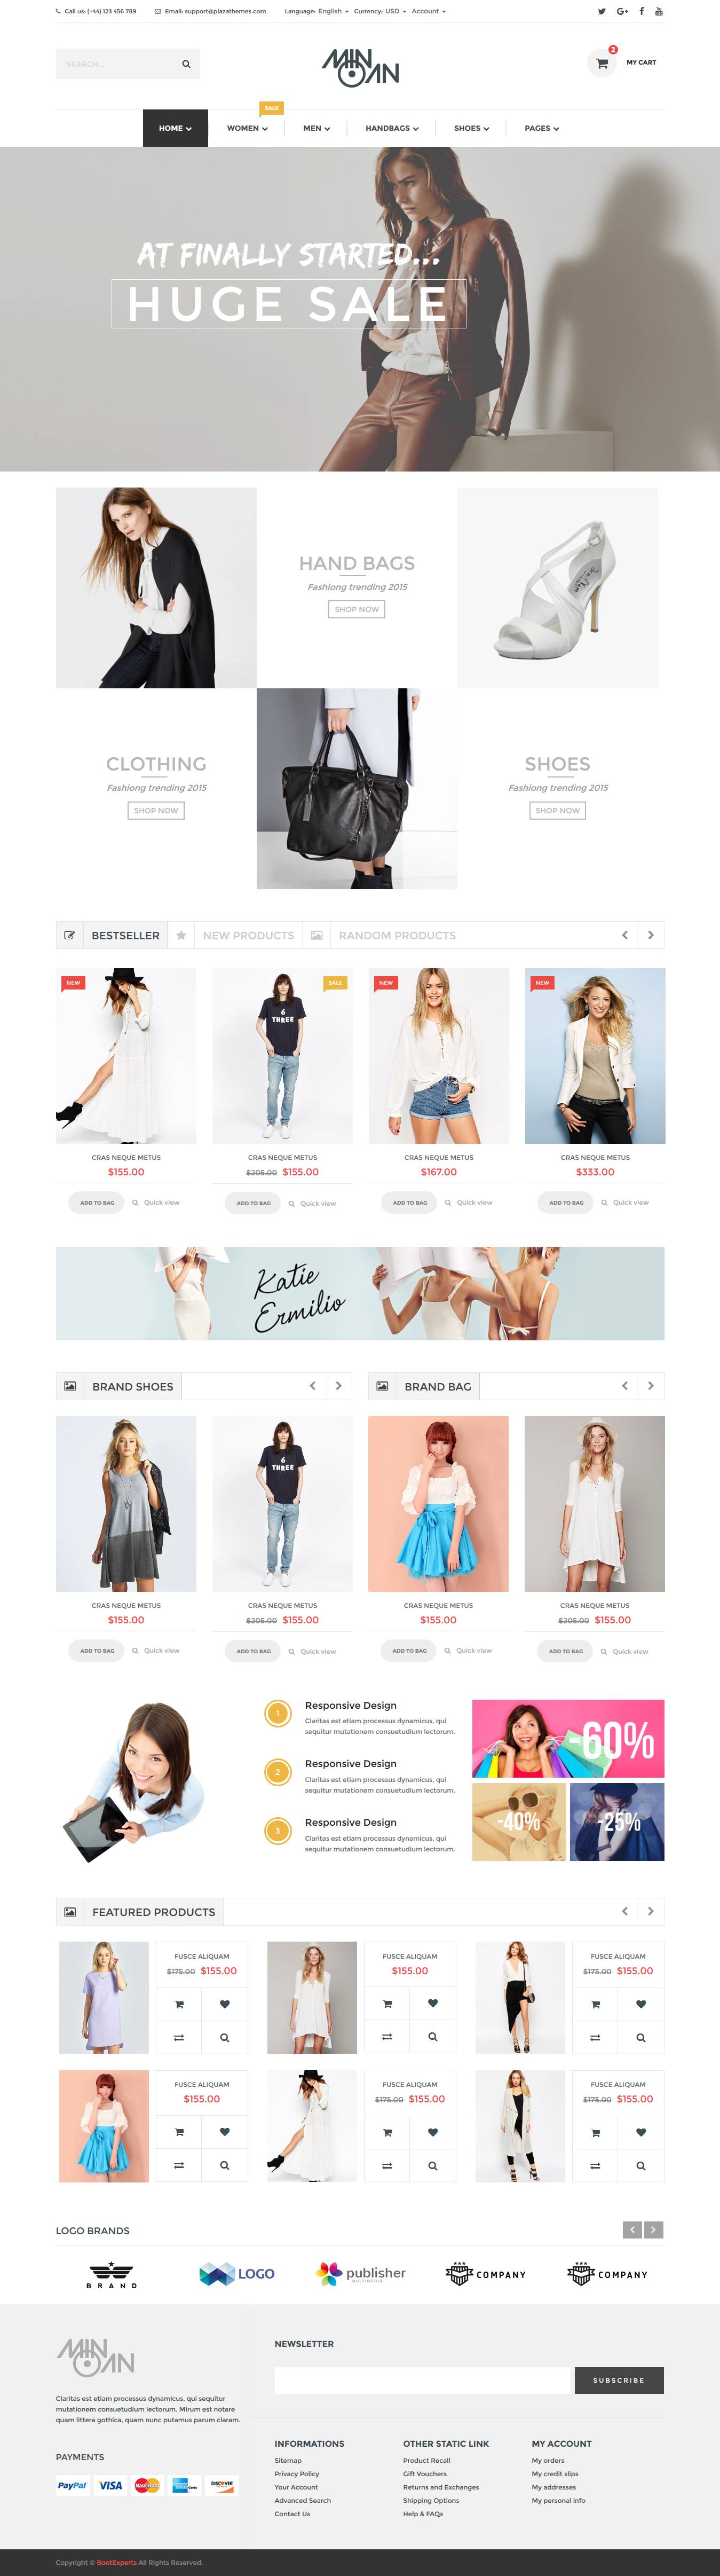 Call us: (+44) 123 456 789 Email: support@plazathemes.com Language: English Currency: USD Account
SEARCH...
MINOAN
2
MY CART
SALE
HOME WOMEN MEN HANDBAGS SHOES PAGES
AT FINALLY STARTED...
HUGE SALE
HAND BAGS
Fashiong trending 2015
SHOP NOW
CLOTHING
Fashiong trending 2015
SHOP NOW
SHOES
Fashiong trending 2015
SHOP NOW
BESTSELLER NEW PRODUCTS RANDOM PRODUCTS
NEW SALE NEW NEW
6
THREE
CRAS NEQUE METUS CRAS NEQUE METUS CRAS NEQUE METUS CRAS NEQUE METUS
$155.00 $205.00 $155.00 $167.00 $333.00
ADD TO BAG Quick view ADD TO BAG Quick view ADD TO BAG Quick view ADD TO BAG Quick view
Katie
Ermilio
BRAND SHOES BRAND BAG
6
THREE
CRAS NEQUE METUS CRAS NEQUE METUS CRAS NEQUE METUS CRAS NEQUE METUS
$155.00 $205.00 $155.00 $155.00 $205.00 $155.00
ADD TO BAG Quick view ADD TO BAG Quick view ADD TO BAG Quick view ADD TO BAG Quick view
1 Responsive Design
Claritas est etiam processus dynamicus, qui
sequitur mutationem consuetudium lectorum.
2 Responsive Design
Claritas est etiam processus dynamicus, qui
sequitur mutationem consuetudium lectorum.
3 Responsive Design
Claritas est etiam processus dynamicus, qui
sequitur mutationem consuetudium lectorum.
-60%
-40% -25%
FEATURED PRODUCTS
FUSCE ALIQUAM FUSCE ALIQUAM FUSCE ALIQUAM
$175.00 $155.00 $155.00 $175.00 $155.00
FUSCE ALIQUAM FUSCE ALIQUAM FUSCE ALIQUAM
$155.00 $175.00 $155.00 $175.00 $155.00
LOGO BRANDS
BRAND LOGO publisher COMPANY COMPANY
MULTIMEDIA
MINOAN
Claritas est etiam processus dynamicus, qui sequitur
mutationem consuetudium lectorum. Mirum est notare
quam littera gothica, quam nunc putamus parum claram.
PAYMENTS
PayPal VISA MasterCard DISCOVER
NEWSLETTER
SUBSCRIBE
INFORMATIONS
Sitemap
Privacy Policy
Your Account
Advanced Search
Contact Us
OTHER STATIC LINK
Product Recall
Gift Vouchers
Returns and Exchanges
Shipping Options
Help & FAQs
MY ACCOUNT
My orders
My credit slips
My addresses
My personal info
Copyright © BootExperts All Rights Reserved.